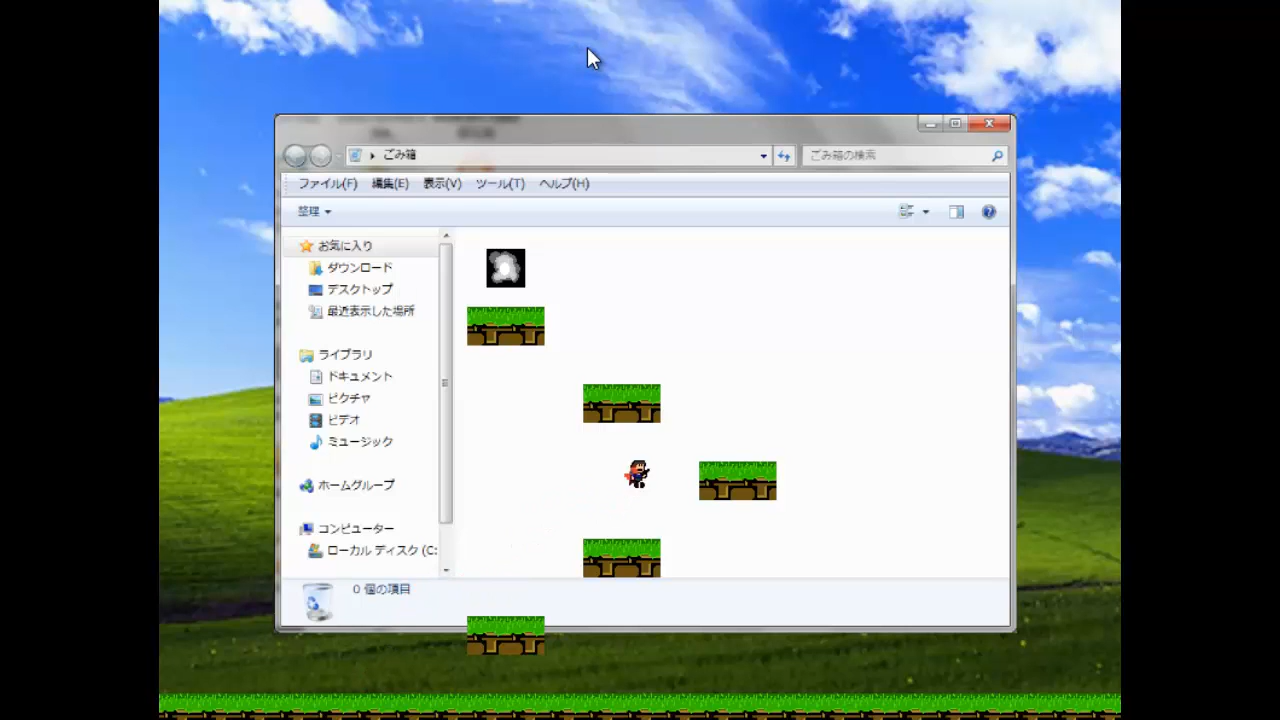 ごみ箱
ごみ箱の検索
ファイル(F) 編集(E) 表示(V) ツール(T) ヘルプ(H)
整理
お気に入り
ダウンロード
デスクトップ
最近表示した場所
ライブラリ
ドキュメント
ピクチャ
ビデオ
ミュージック
ホームグループ
コンピューター
ローカル ディスク (C:
0 個の項目